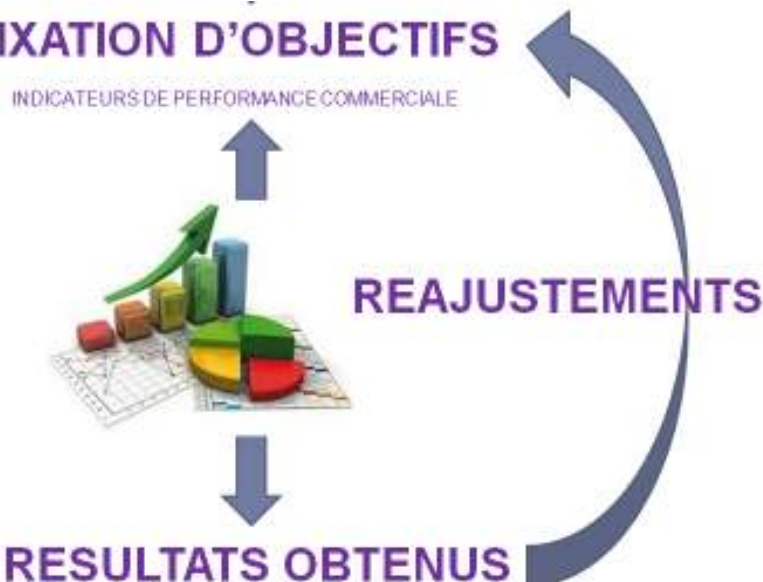 IXATION D'OBJECTIFS
INDICATEURS DE PERFORMANCE COMMERCIALE
REAJUSTEMENTS
RESULTATS OBTENUS